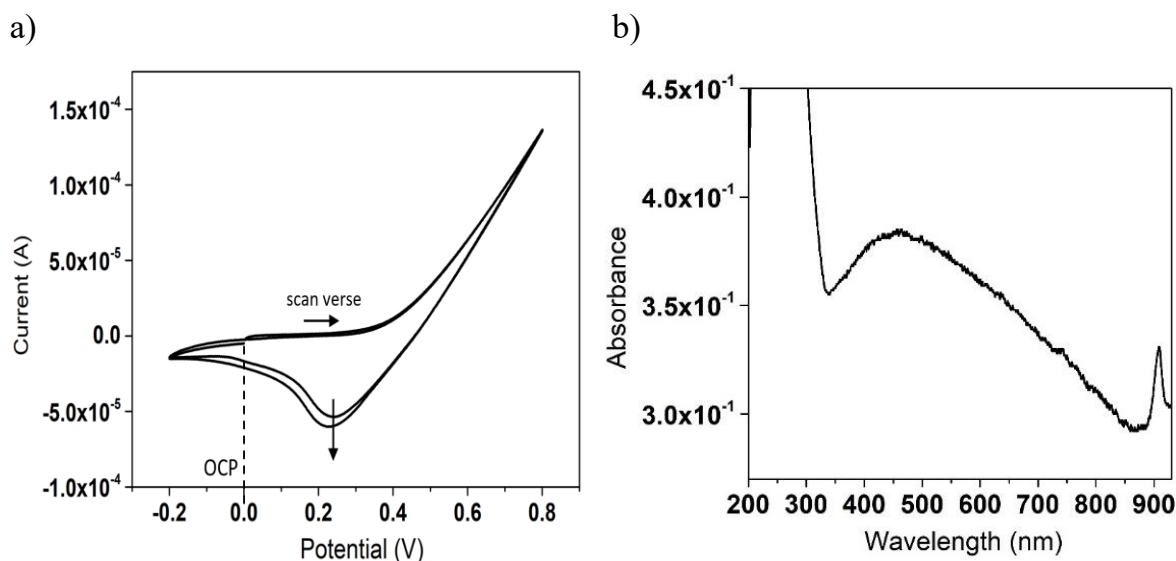 a)
b)
1.5x10⁻⁴
1.0x10⁻⁴
5.0x10⁻⁵
0.0
-5.0x10⁻⁵
-1.0x10⁻⁴
Current (A)
scan verse
OCP
-0.2 0.0 0.2 0.4 0.6 0.8
Potential (V)
4.5x10⁻¹
4.0x10⁻¹
3.5x10⁻¹
3.0x10⁻¹
Absorbance
200 300 400 500 600 700 800 900
Wavelength (nm)